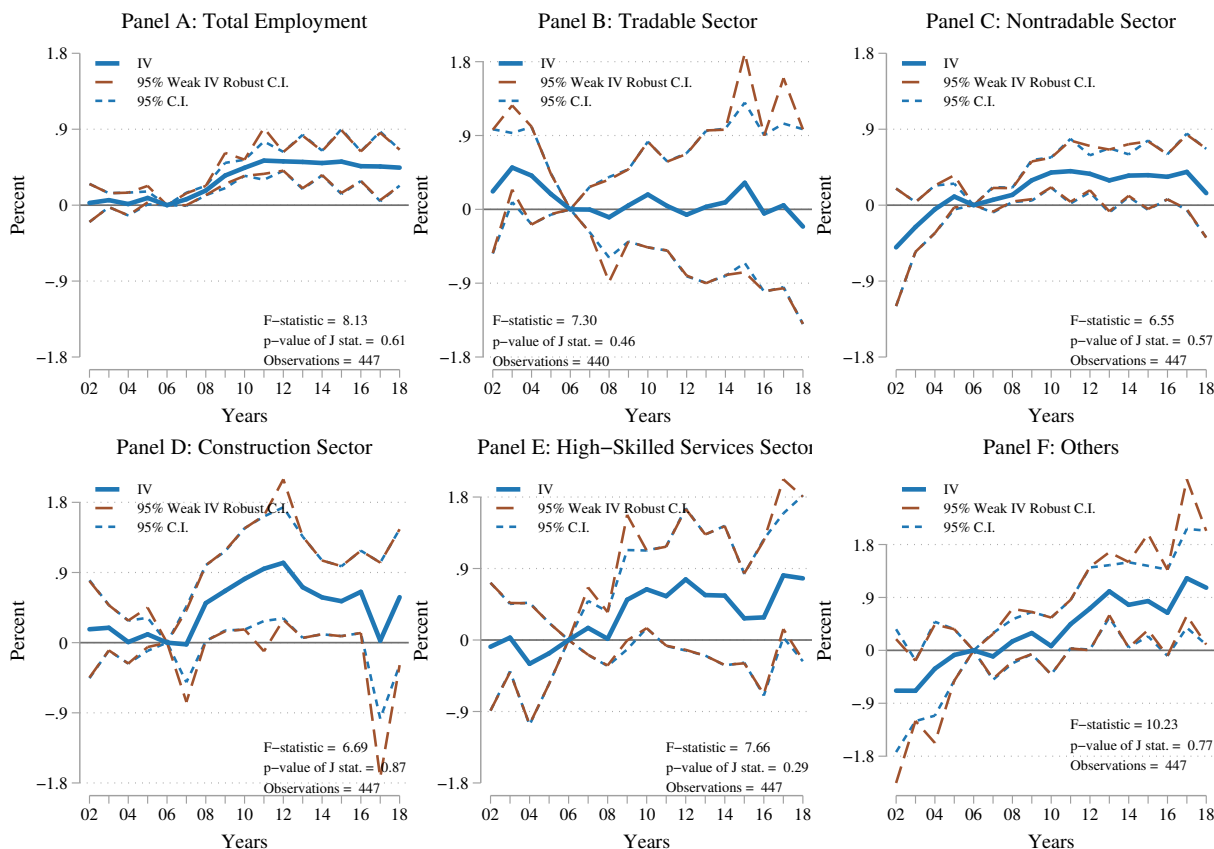 Panel A: Total Employment
Percent
1.8
.9
0
−.9
−1.8
IV
95% Weak IV Robust C.I.
95% C.I.
F−statistic = 8.13
p−value of J stat. = 0.61
Observations = 447
02 04 06 08 10 12 14 16 18
Years
Panel B: Tradable Sector
Percent
1.8
.9
0
−.9
−1.8
IV
95% Weak IV Robust C.I.
95% C.I.
F−statistic = 7.30
p−value of J stat. = 0.46
Observations = 440
02 04 06 08 10 12 14 16 18
Years
Panel C: Nontradable Sector
Percent
1.8
.9
0
−.9
−1.8
IV
95% Weak IV Robust C.I.
95% C.I.
F−statistic = 6.55
p−value of J stat. = 0.57
Observations = 447
02 04 06 08 10 12 14 16 18
Years
Panel D: Construction Sector
Percent
1.8
.9
0
−.9
−1.8
IV
95% Weak IV Robust C.I.
95% C.I.
F−statistic = 6.69
p−value of J stat. = 0.87
Observations = 447
02 04 06 08 10 12 14 16 18
Years
Panel E: High−Skilled Services Sector
Percent
1.8
.9
0
−.9
−1.8
IV
95% Weak IV Robust C.I.
95% C.I.
F−statistic = 7.66
p−value of J stat. = 0.29
Observations = 447
02 04 06 08 10 12 14 16 18
Years
Panel F: Others
Percent
1.8
.9
0
−.9
−1.8
IV
95% Weak IV Robust C.I.
95% C.I.
F−statistic = 10.23
p−value of J stat. = 0.77
Observations = 447
02 04 06 08 10 12 14 16 18
Years